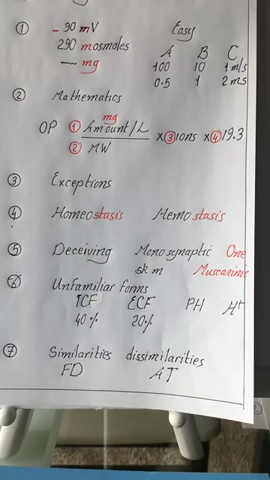 ① - 90 mV Easy
290 mosmoles A B C
mg 100 10 1 m/s
0.5 1 2 ms
② Mathematics
mg
OP ① Amount/L x ③ ions x ④ 19.3
② MW
③ Exceptions
④ Homeostasis Hemostasis
⑤ Deceiving Monosynaptic One
sk m Muscarinic
⑥ Unfamiliar forms
ICF ECF PH H+
40% 20%
⑦ Similarities dissimilarities
FD AT